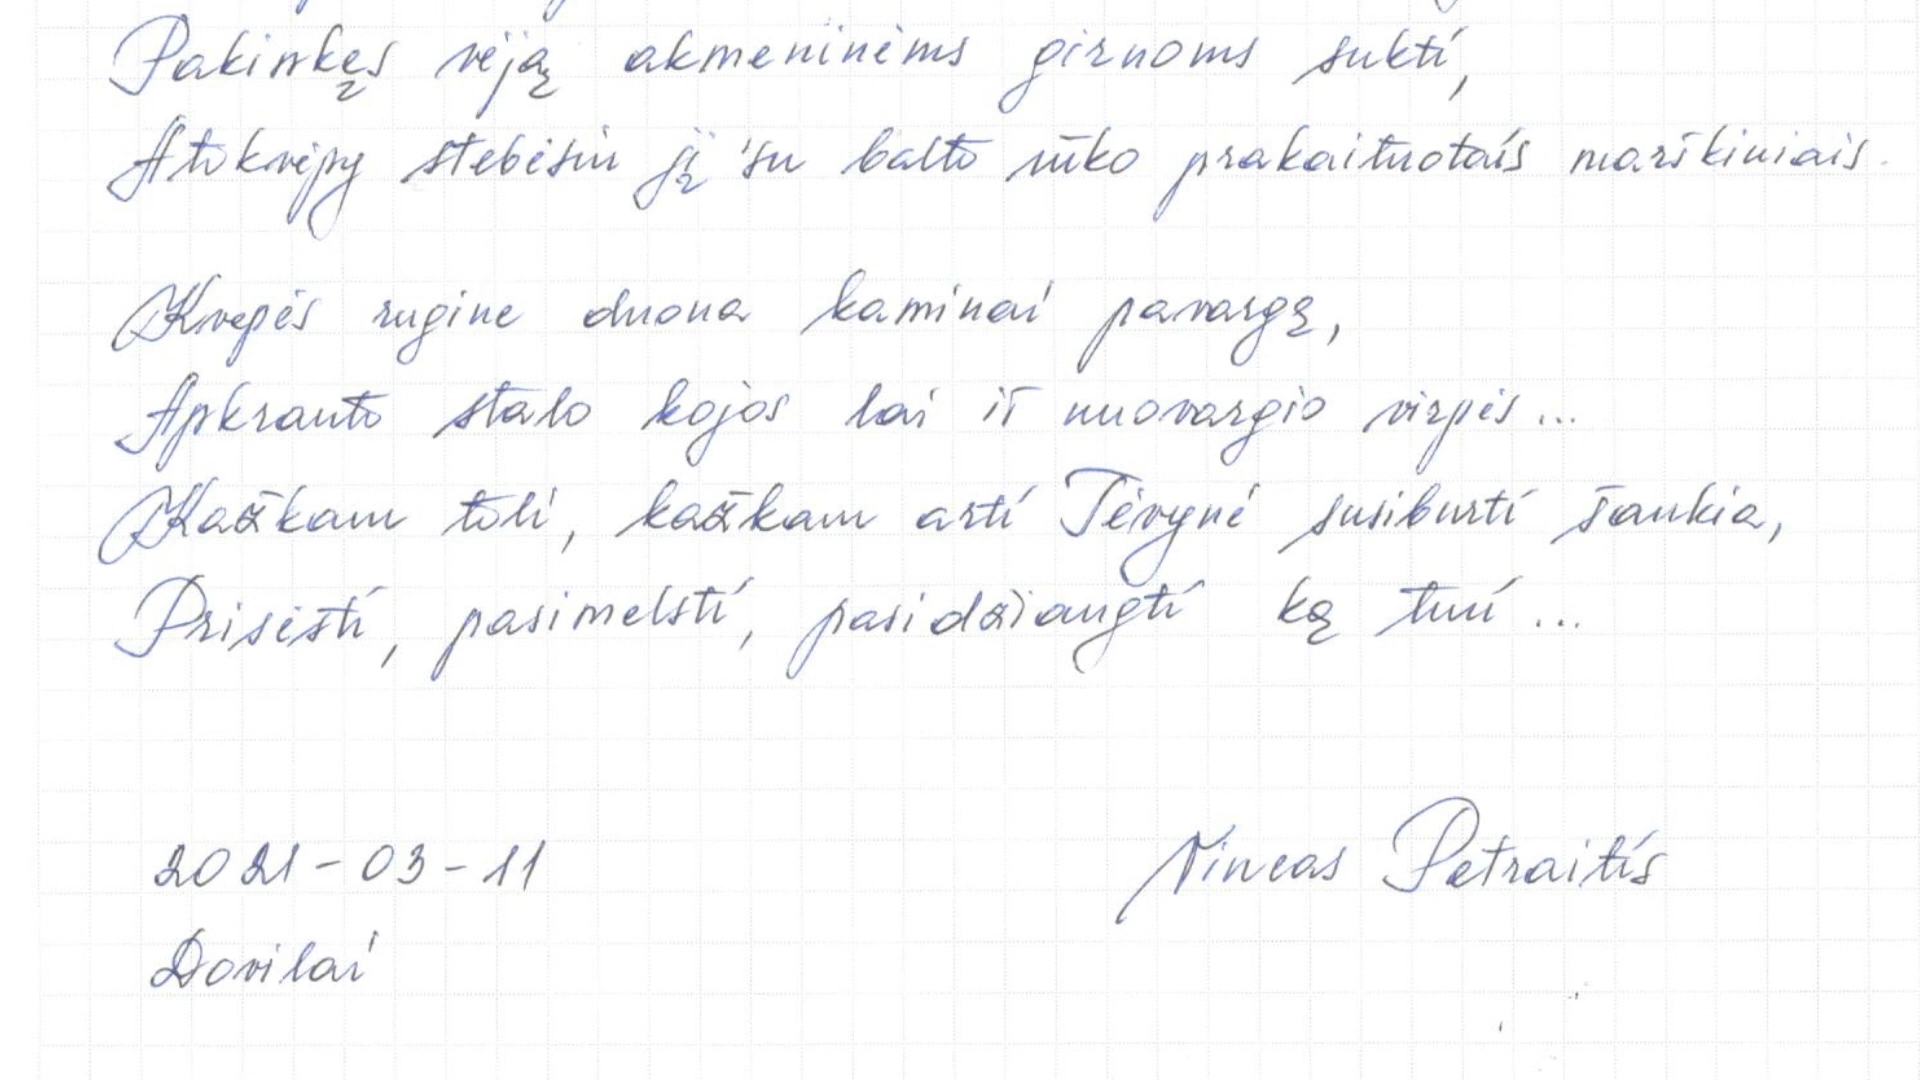 Pakinkęs vėją akmeninėms girnoms sukti,
Atokvėpy stebėsiu jį su balto rūko prakaituotais marškiniais.
Kvepės rugine duona kaminai pavargę,
Apkrauto stalo kojos lai iš nuovargio virpės...
Kažkam toli, kažkam arti Tėvynė susiburti šaukia,
Prisėsti, pasimelsti, pasidžiaugti ką turi...
2021-03-11 Vincas Petraitis
Dovilai